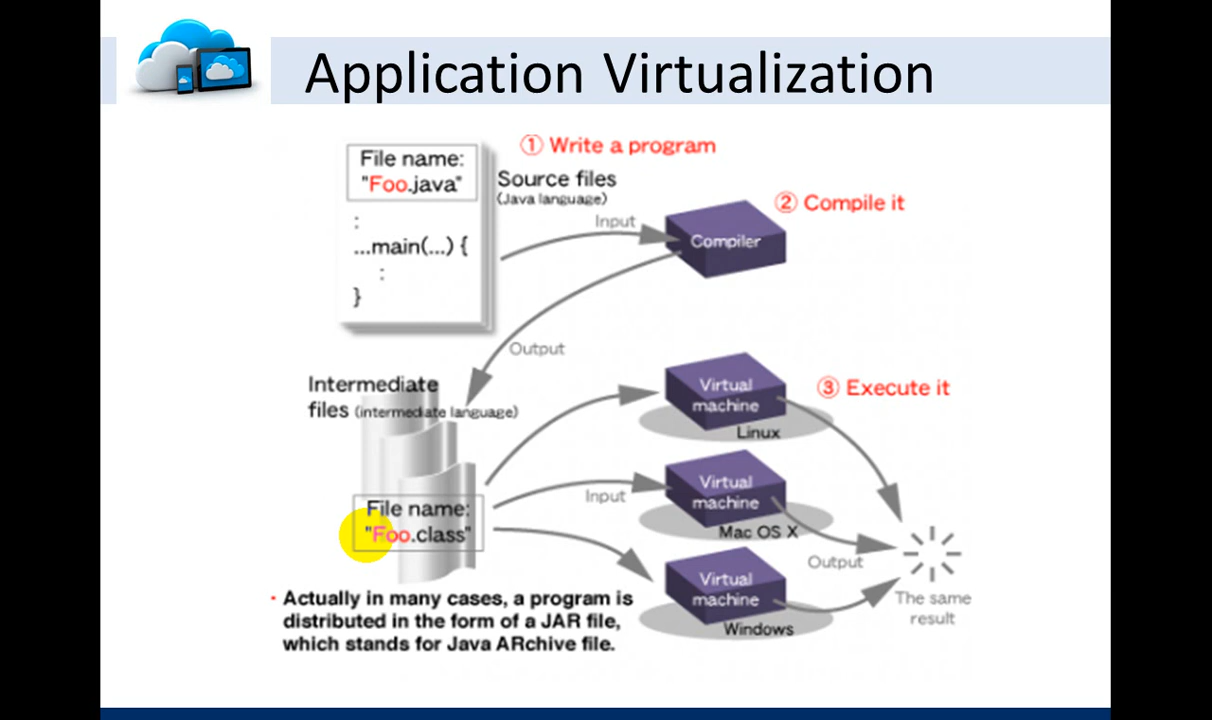 Application Virtualization
① Write a program
File name:
"Foo.java"
:
...main(...) {
:
}
Source files
(Java language)
Input
② Compile it
Compiler
Output
Intermediate
files (intermediate language)
File name:
"Foo.class"
Input
Virtual
machine
Linux
③ Execute it
Virtual
machine
Mac OS X
Virtual
machine
Windows
Output
The same
result
· Actually in many cases, a program is
distributed in the form of a JAR file,
which stands for Java ARchive file.